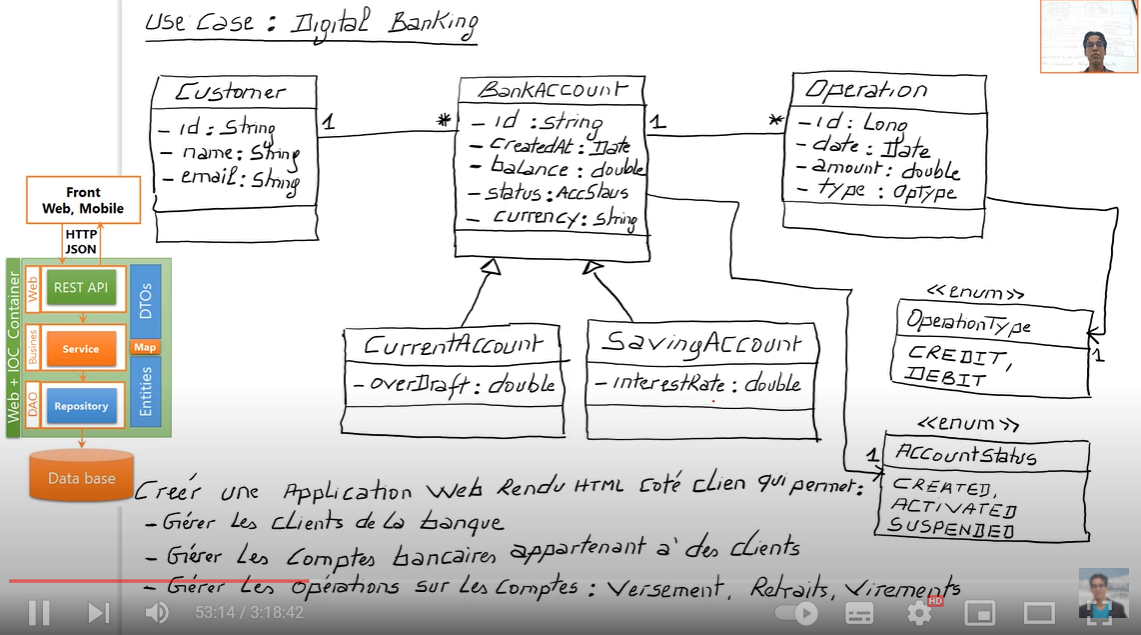 Use Case : Digital Banking
Customer
- id : String
- name : String
- email : String
1
*
BankAccount
- id : String
- createdAt : Date
- balance : double
- status : AccStaus
- currency : String
1
*
Operation
- id : Long
- date : Date
- amount : double
- type : OpType
Front
Web, Mobile
HTTP
JSON
Web + IOC Container
Web
REST API
DTOs
Busines
Service
Map
DAO
Repository
Entities
Data base
CurrentAccount
- overDraft : double
SavingAccount
- interestRate : double
<<enum>>
OperationType
CREDIT,
DEBIT
1
<<enum>>
1
AccountStatus
CREATED,
ACTIVATED
SUSPENDED
Creér une Application Web Rendu HTML Coté Clien qui permet :
- Gérer Les clients de la banque
- Gérer Les Comptes bancaires appartenant à des clients
- Gérer Les opérations sur Les comptes : Versement, Retraits, Virements
53:14 / 3:18:42
HD